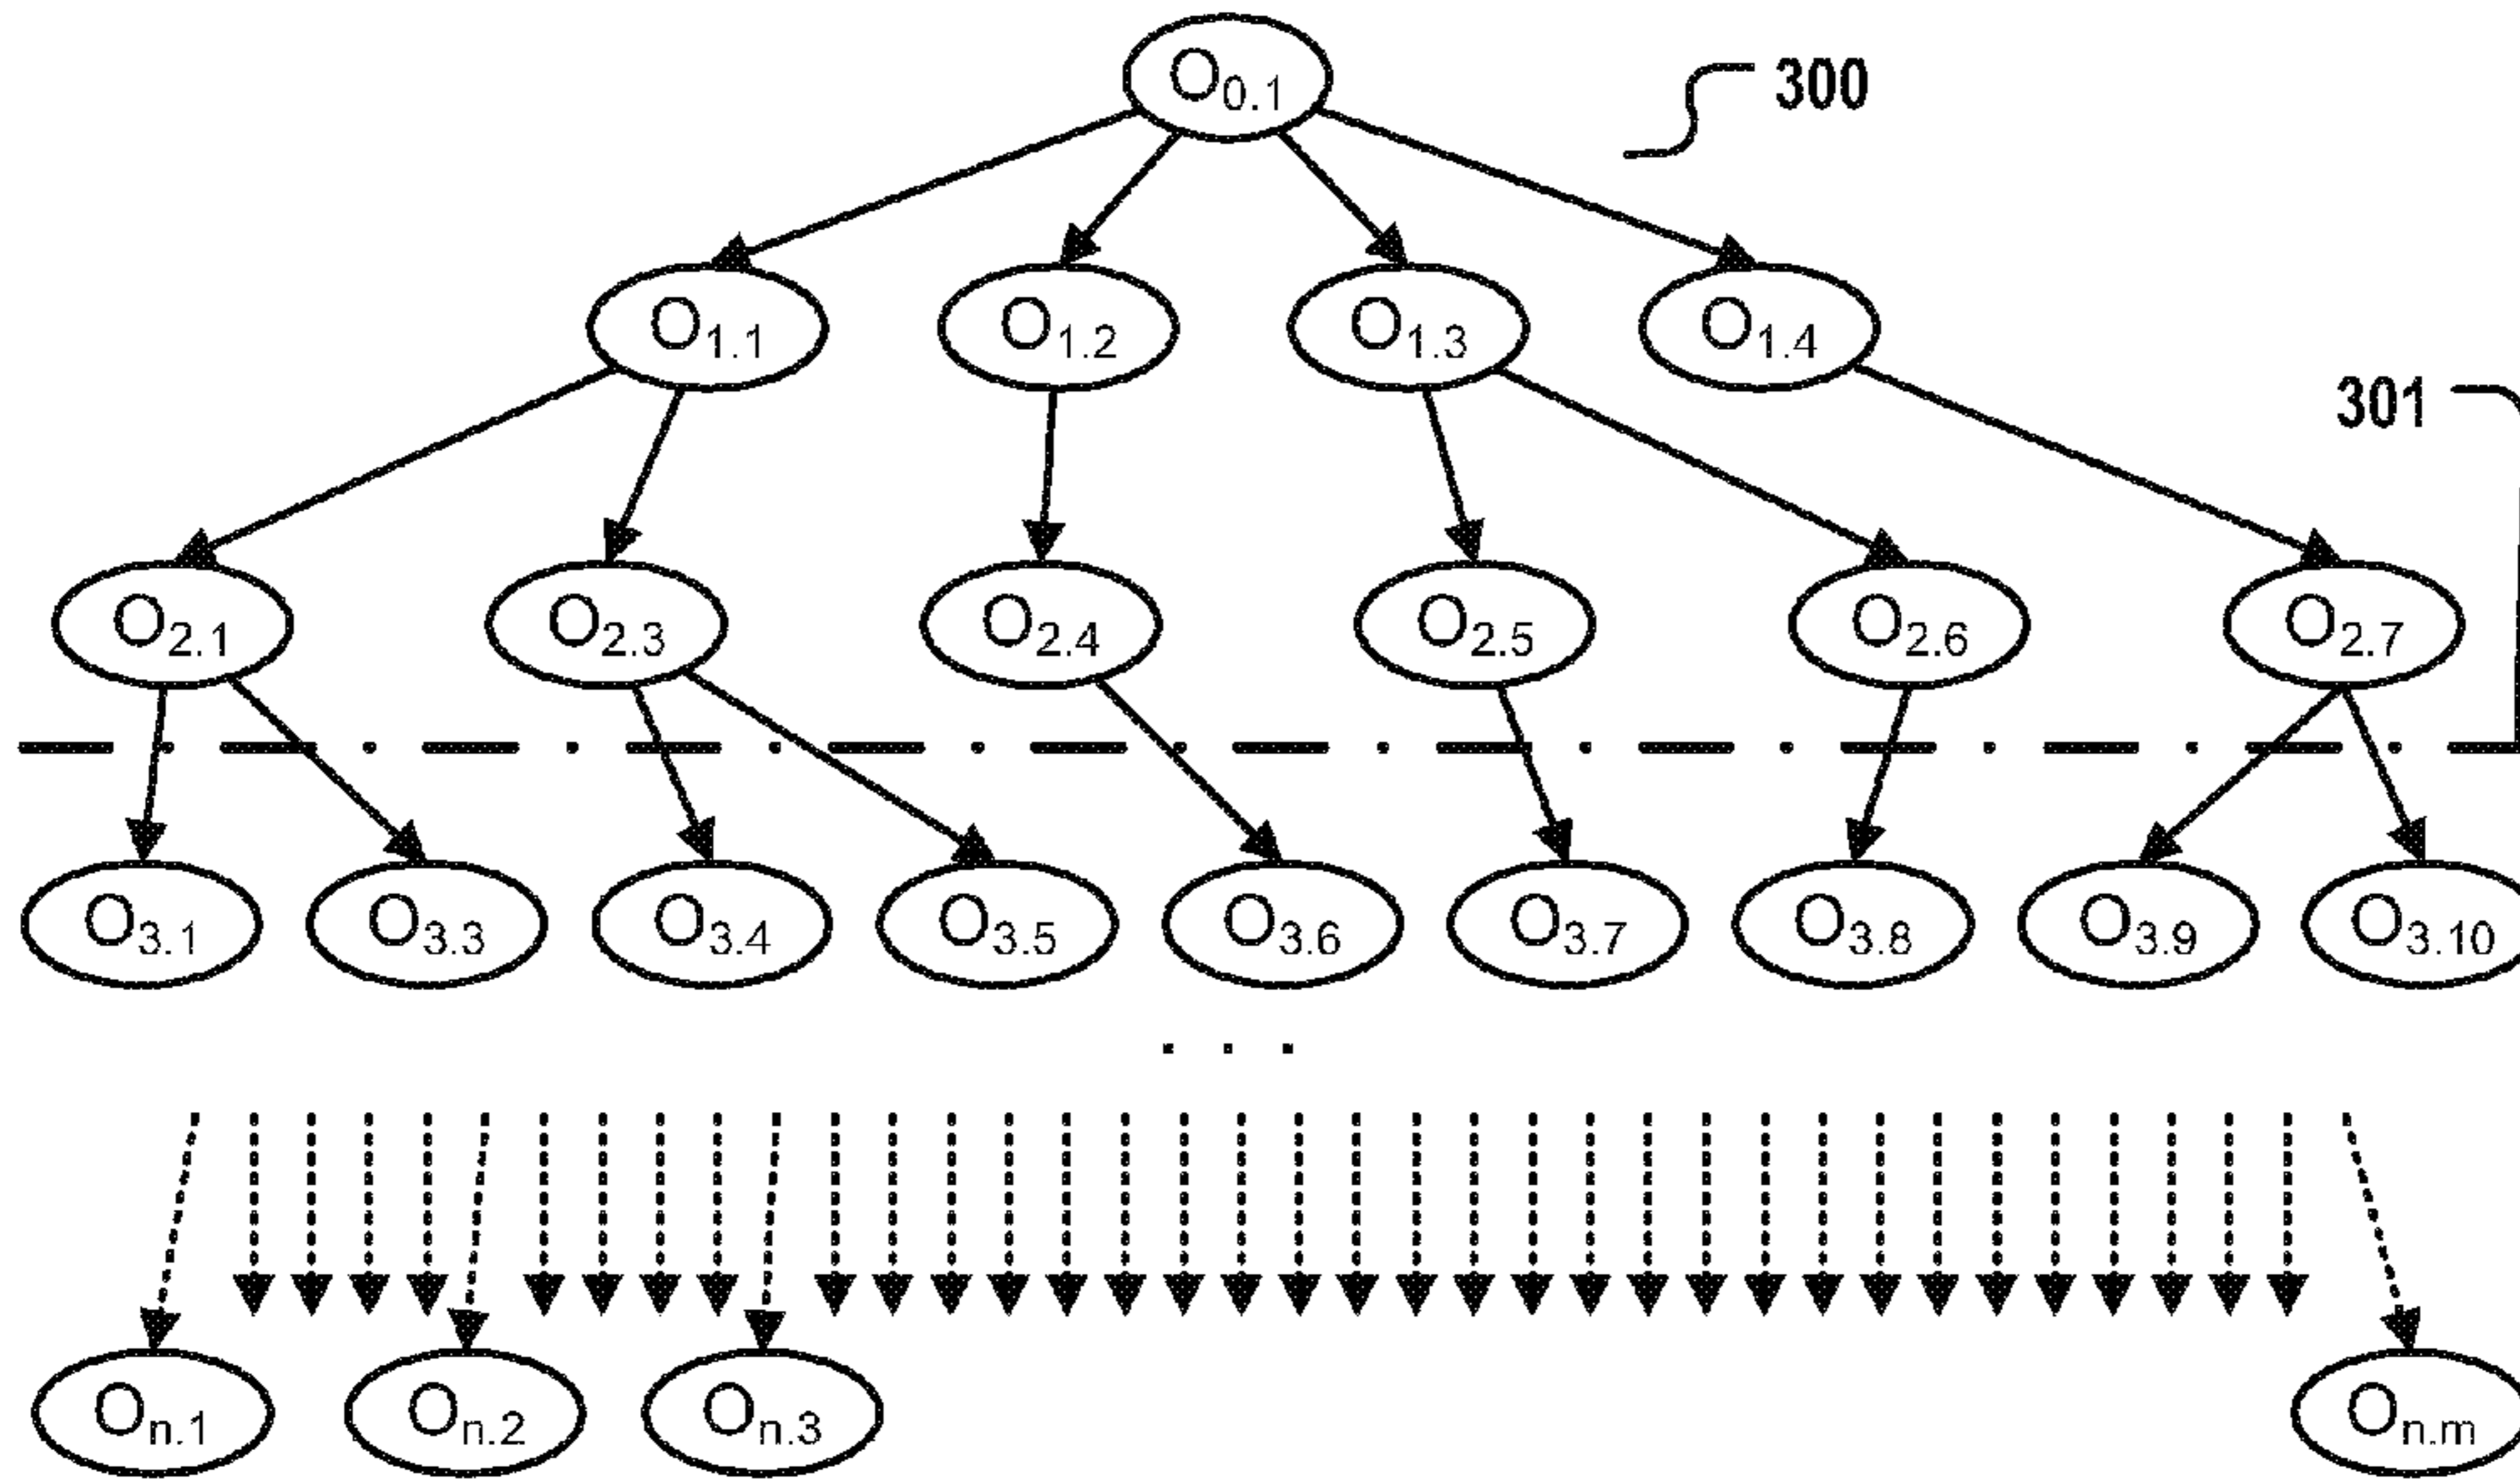 O0.1
300
O1.1 O1.2 O1.3 O1.4
301
O2.1 O2.3 O2.4 O2.5 O2.6 O2.7
O3.1 O3.3 O3.4 O3.5 O3.6 O3.7 O3.8 O3.9 O3.10
. . .
On.1 On.2 On.3 On.m